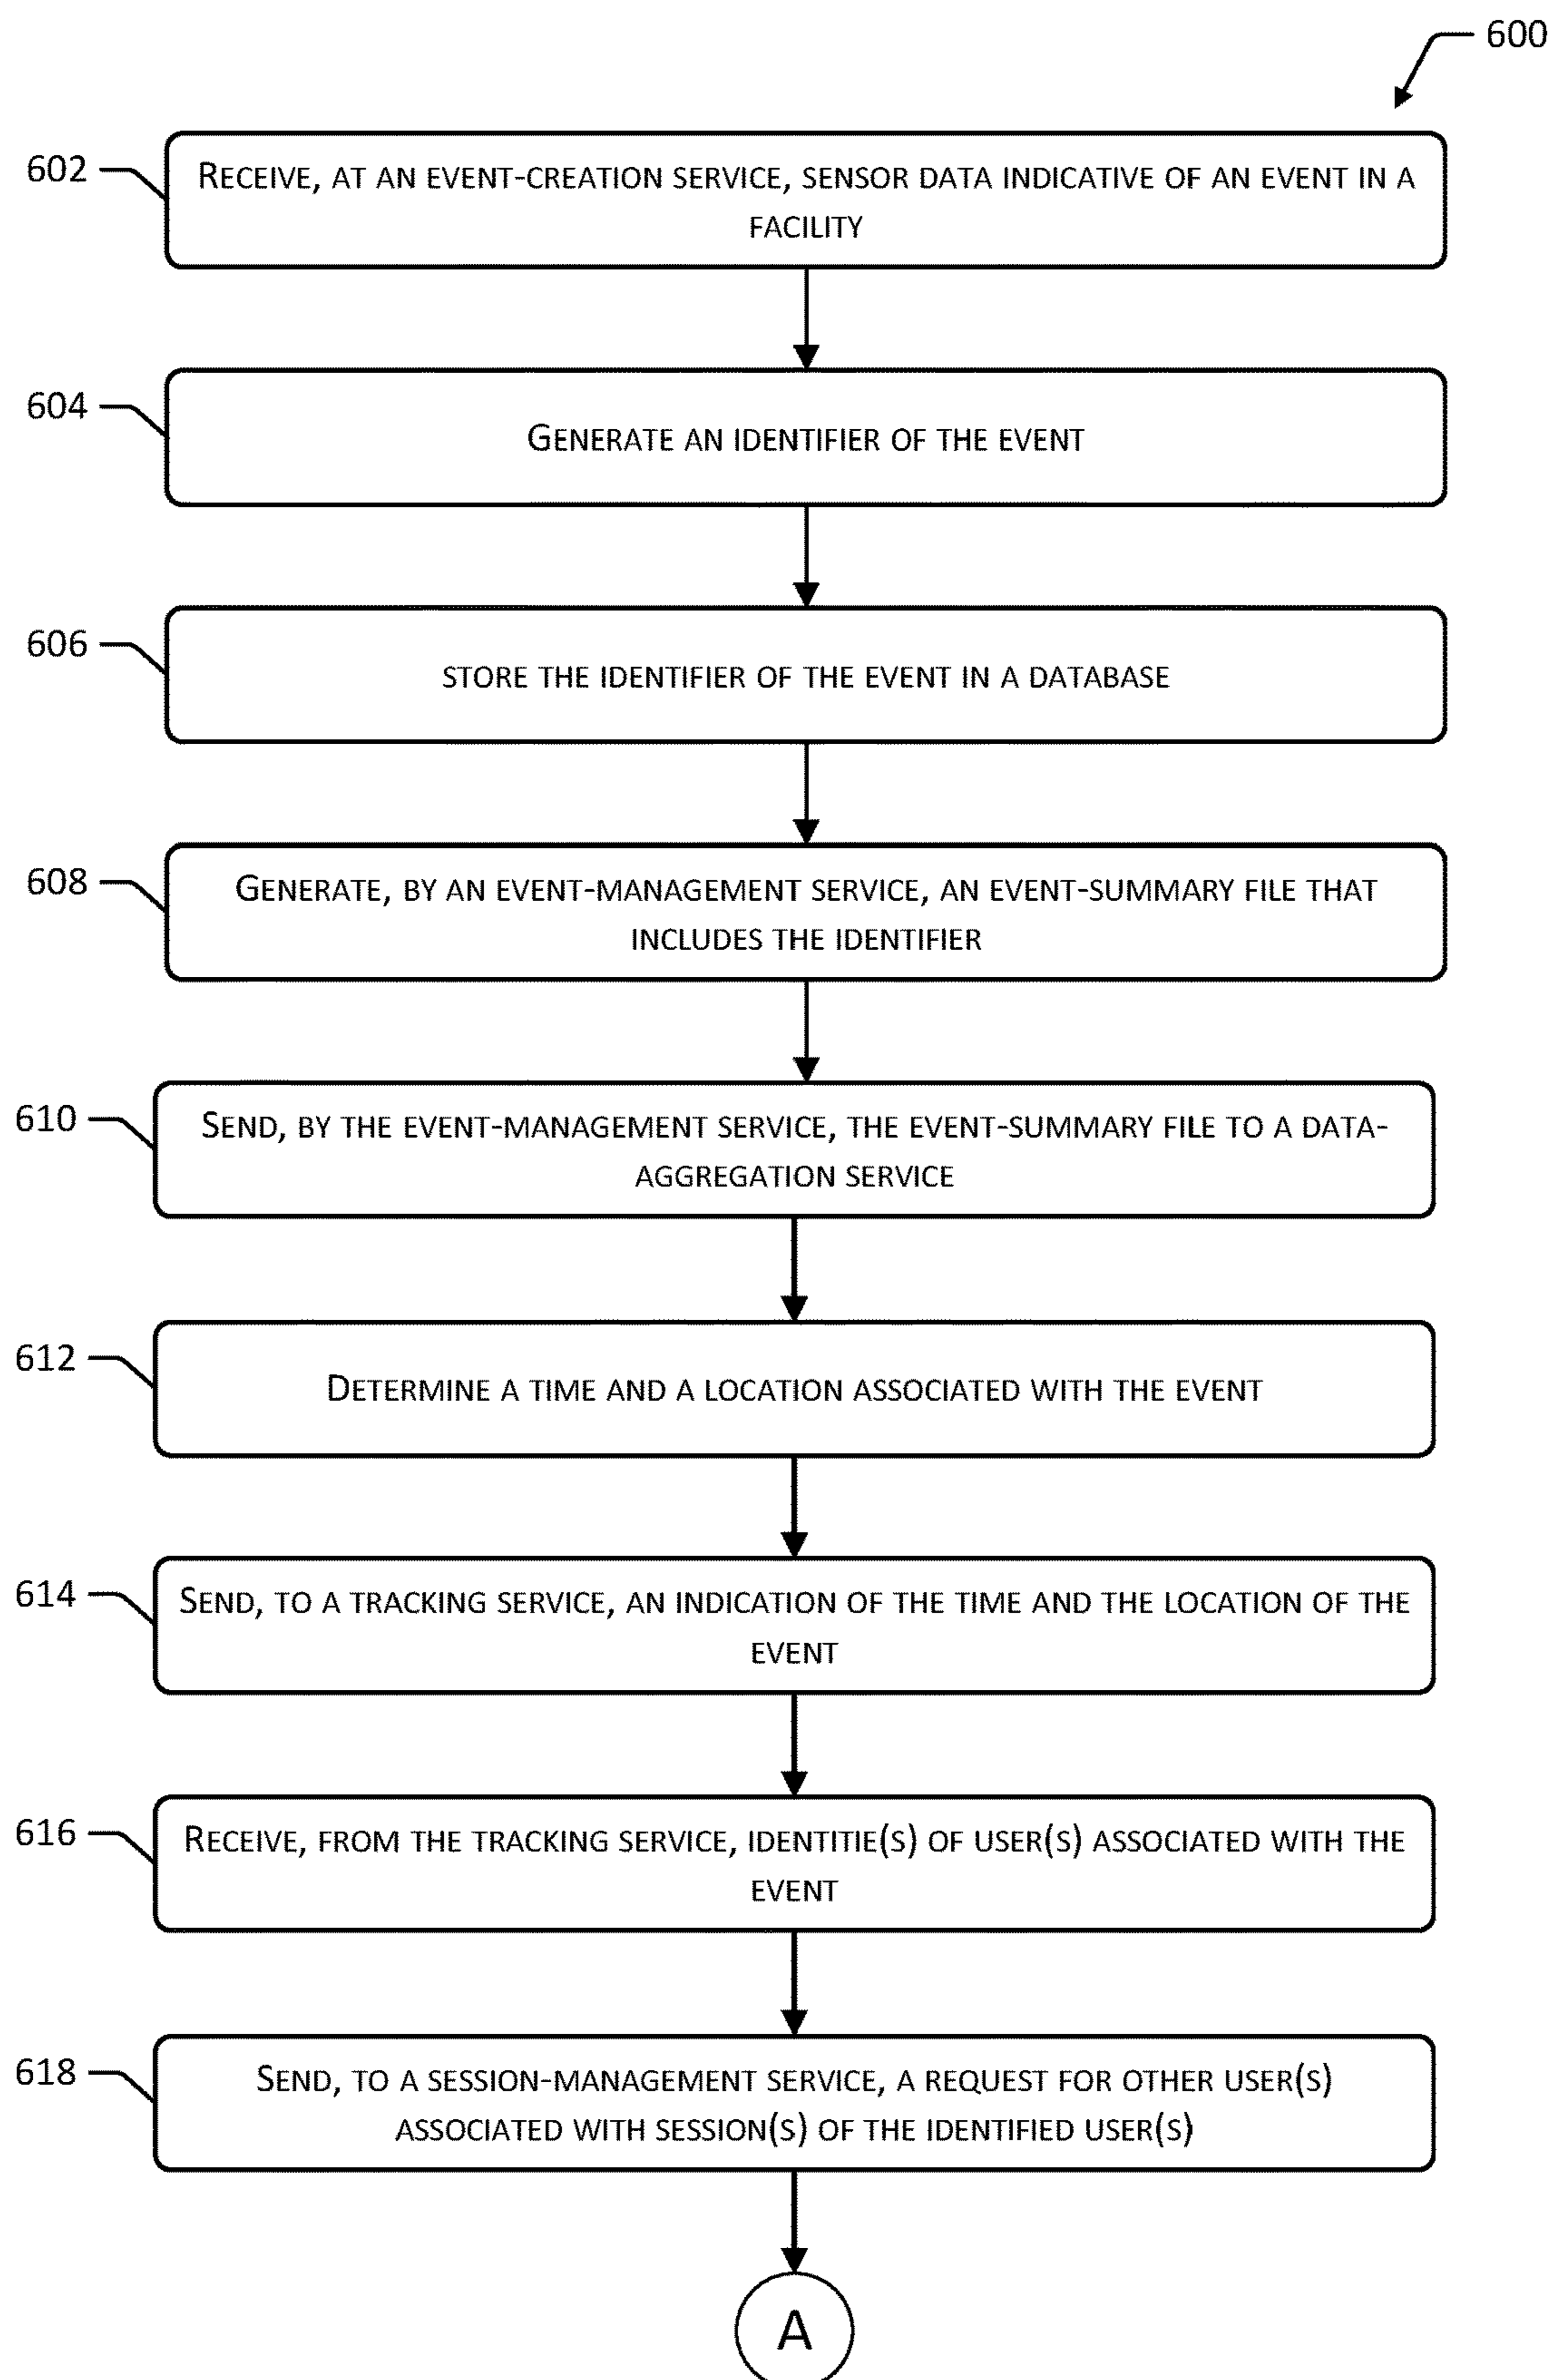 600
602
RECEIVE, AT AN EVENT-CREATION SERVICE, SENSOR DATA INDICATIVE OF AN EVENT IN A
FACILITY
604
GENERATE AN IDENTIFIER OF THE EVENT
606
STORE THE IDENTIFIER OF THE EVENT IN A DATABASE
608
GENERATE, BY AN EVENT-MANAGEMENT SERVICE, AN EVENT-SUMMARY FILE THAT
INCLUDES THE IDENTIFIER
610
SEND, BY THE EVENT-MANAGEMENT SERVICE, THE EVENT-SUMMARY FILE TO A DATA-
AGGREGATION SERVICE
612
DETERMINE A TIME AND A LOCATION ASSOCIATED WITH THE EVENT
614
SEND, TO A TRACKING SERVICE, AN INDICATION OF THE TIME AND THE LOCATION OF THE
EVENT
616
RECEIVE, FROM THE TRACKING SERVICE, IDENTITIE(S) OF USER(S) ASSOCIATED WITH THE
EVENT
618
SEND, TO A SESSION-MANAGEMENT SERVICE, A REQUEST FOR OTHER USER(S)
ASSOCIATED WITH SESSION(S) OF THE IDENTIFIED USER(S)
A